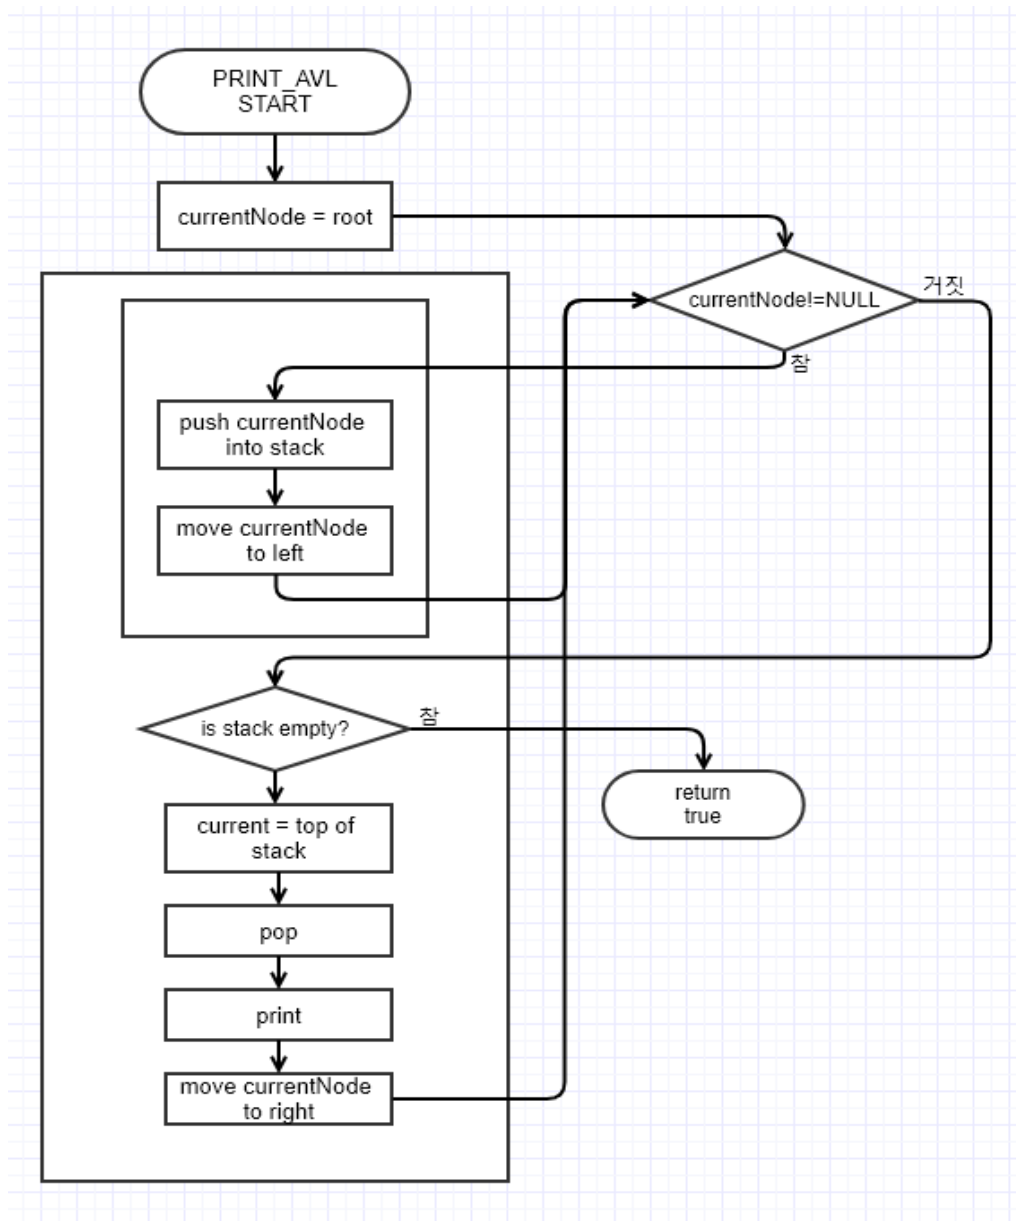 PRINT_AVL
START
currentNode = root
currentNode!=NULL
거짓
참
push currentNode
into stack
move currentNode
to left
is stack empty?
참
current = top of
stack
return
true
pop
print
move currentNode
to right